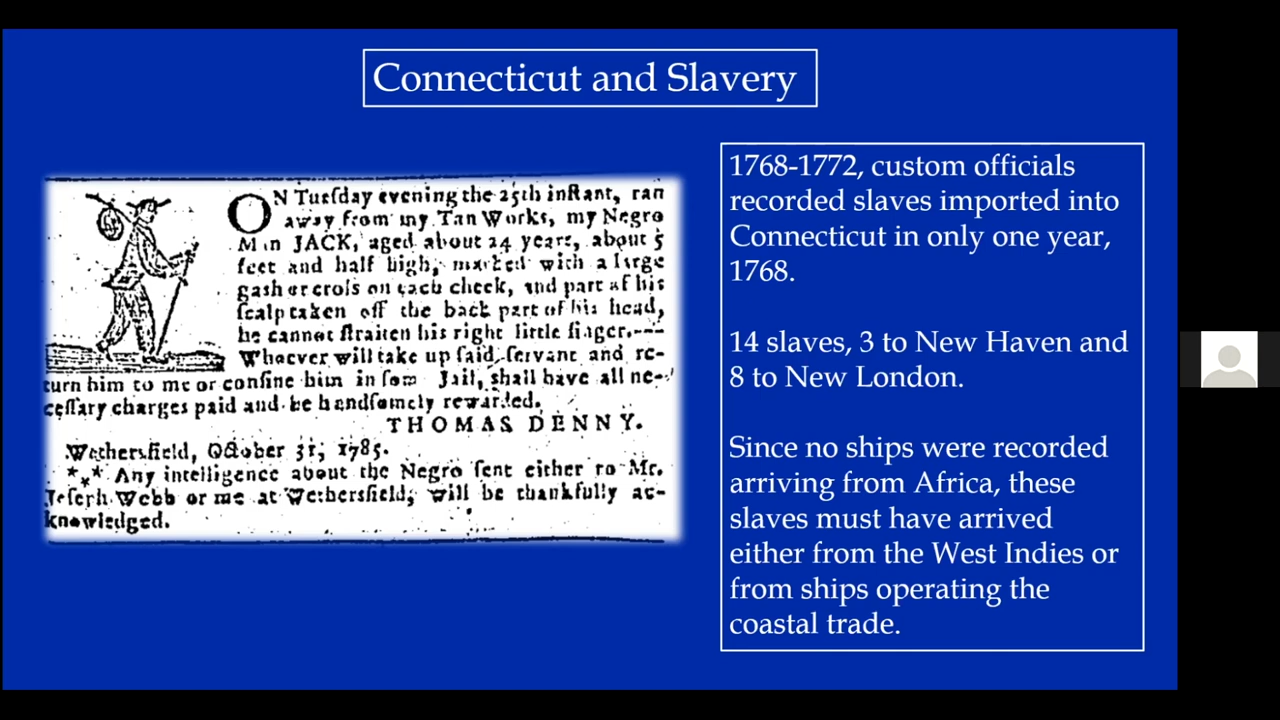 Connecticut and Slavery
ON Tuesday evening the 25th instant, ran
away from my Tan Works, my Negro
Man JACK, aged about 24 years, about 5
feet and half high, marked with a large
gash or cross on each cheek, and part of his
scalp taken off the back part of his head,
he cannot straiten his right little finger.----
Whoever will take up said servant and re-
turn him to me or confine him in som Jail, shall have all ne-
cessary charges paid and be handsomely rewarded.
THOMAS DENNY.
Wethersfield, October 31, 1785.
*** Any intelligence about the Negro sent either to Mr.
Joseph Webb or me at Wethersfield, will be thankfully ac-
knowledged.
1768-1772, custom officials
recorded slaves imported into
Connecticut in only one year,
1768.
14 slaves, 3 to New Haven and
8 to New London.
Since no ships were recorded
arriving from Africa, these
slaves must have arrived
either from the West Indies or
from ships operating the
coastal trade.